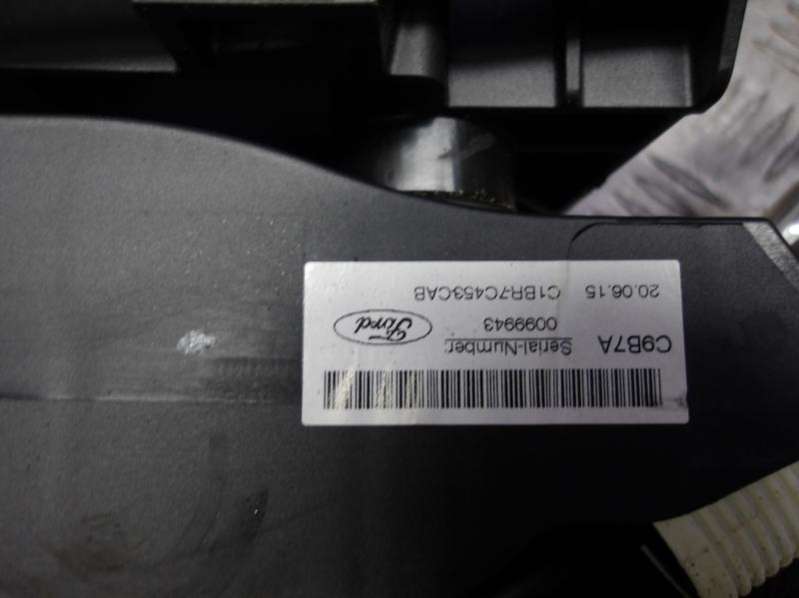 C9B7A
Serial-Number:
0099943
Ford
20.06.15 C1BR7C453CAB